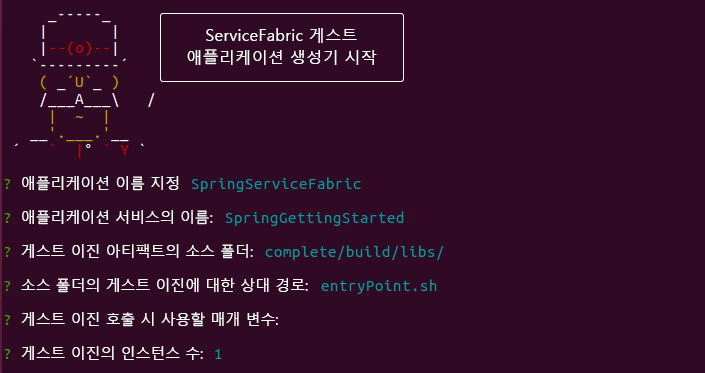 ServiceFabric 게스트
애플리케이션 생성기 시작
? 애플리케이션 이름 지정 SpringServiceFabric
? 애플리케이션 서비스의 이름: SpringGettingStarted
? 게스트 이진 아티팩트의 소스 폴더: complete/build/libs/
? 소스 폴더의 게스트 이진에 대한 상대 경로: entryPoint.sh
? 게스트 이진 호출 시 사용할 매개 변수:
? 게스트 이진의 인스턴스 수: 1